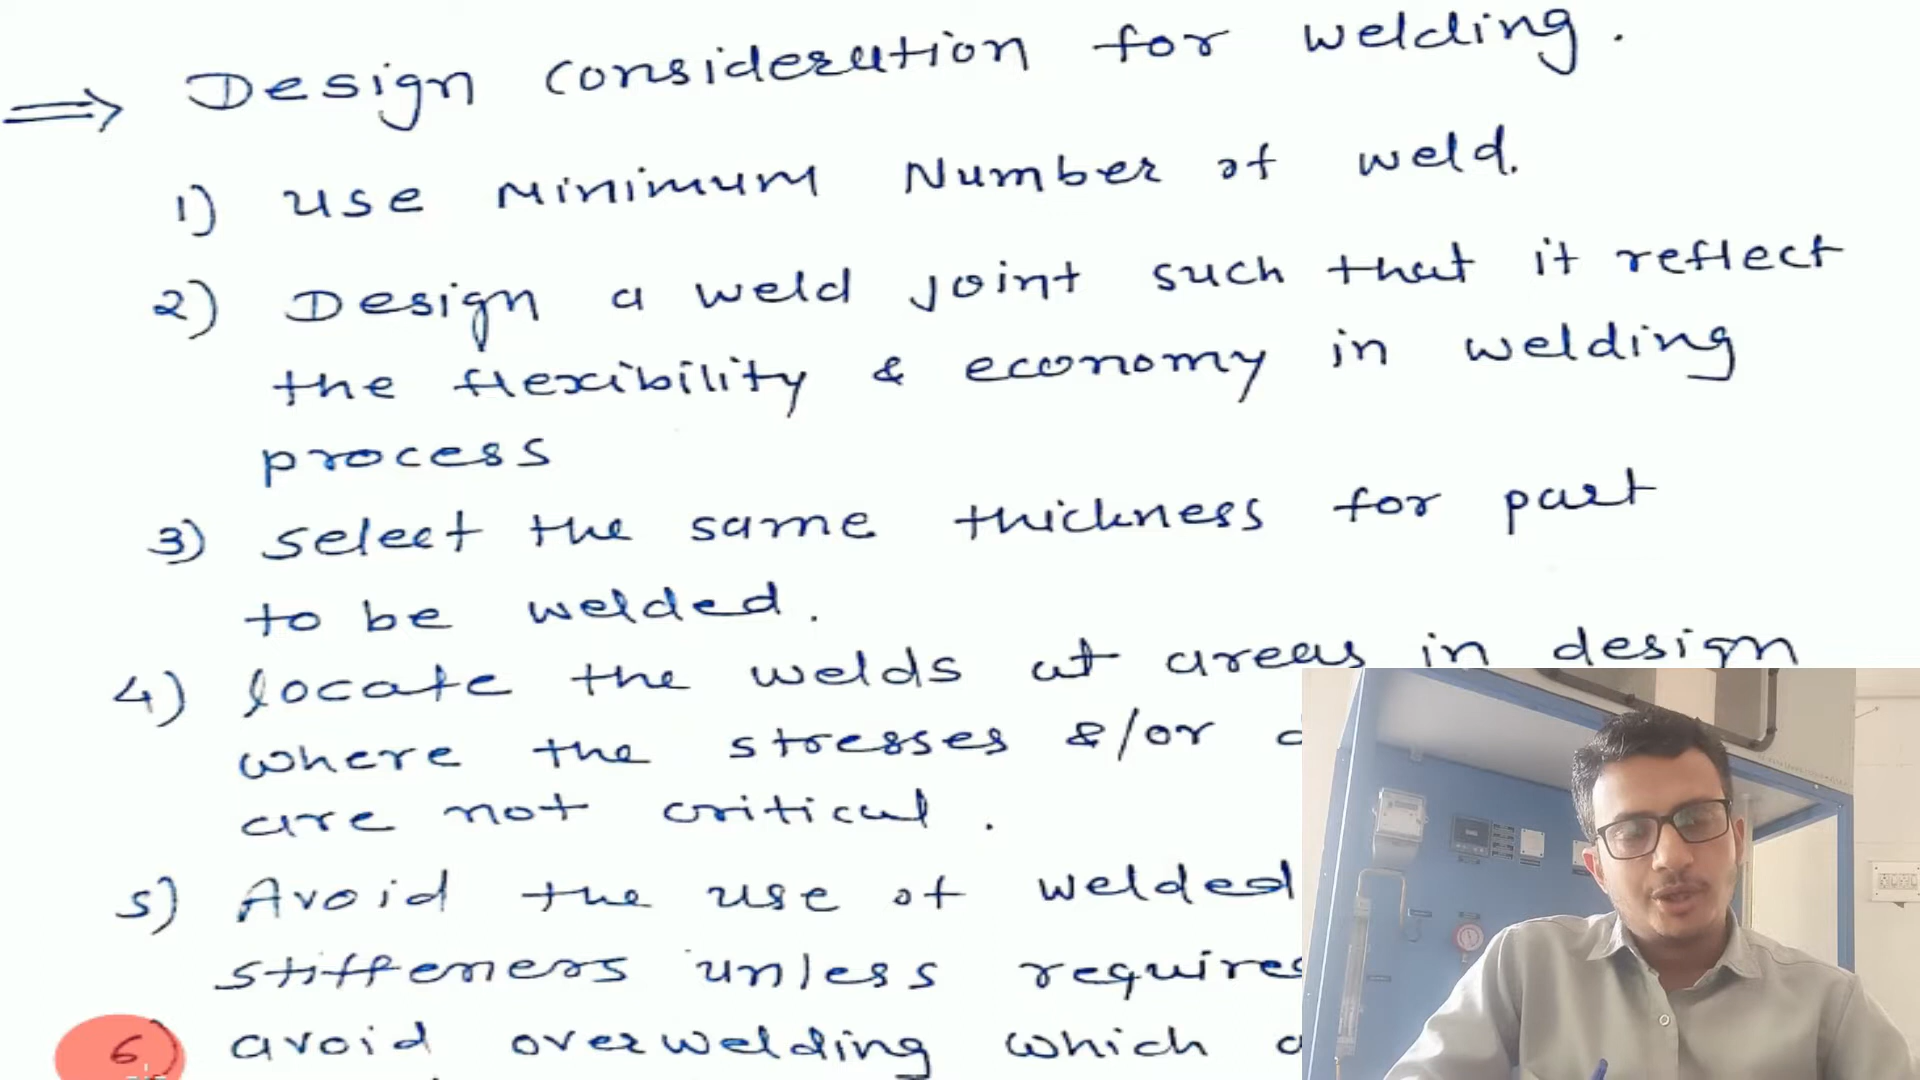 ⇒ Design consideration for welding.
1) use Minimum Number of weld.
2) Design a weld joint such that it reflect
the flexibility & economy in welding
process
3) select the same thickness for part
to be welded.
4) locate the welds at areas in design
where the stresses &/or
are not critical.
5) Avoid the use of welded
stiffeners unless
6) avoid overwelding which